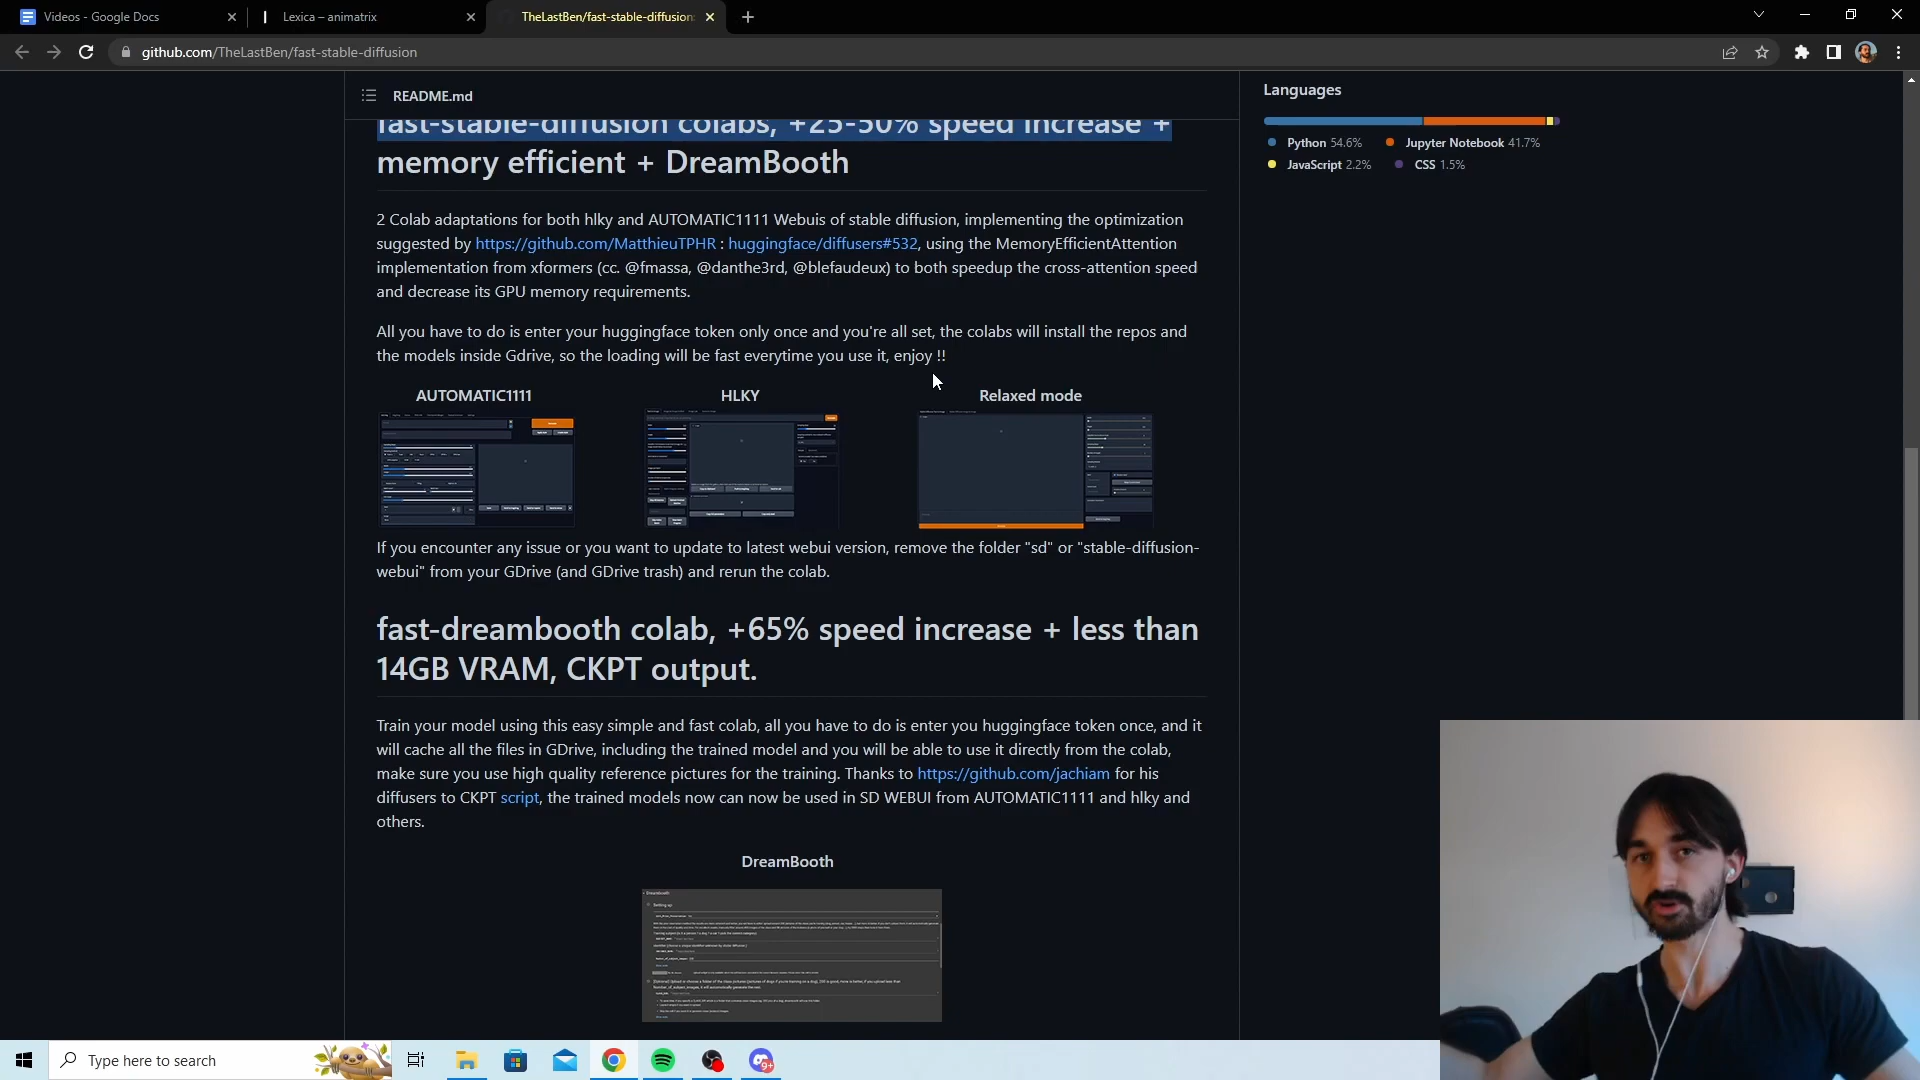 Videos - Google Docs
Lexica – animatrix
TheLastBen/fast-stable-diffusion
github.com/TheLastBen/fast-stable-diffusion
README.md
fast-stable-diffusion colabs, +25-50% speed increase +
memory efficient + DreamBooth
2 Colab adaptations for both hlky and AUTOMATIC1111 Webuis of stable diffusion, implementing the optimization
suggested by https://github.com/MatthieuTPHR : huggingface/diffusers#532, using the MemoryEfficientAttention
implementation from xformers (cc. @fmassa, @danthe3rd, @blefaudeux) to both speedup the cross-attention speed
and decrease its GPU memory requirements.
All you have to do is enter your huggingface token only once and you're all set, the colabs will install the repos and
the models inside Gdrive, so the loading will be fast everytime you use it, enjoy !!
AUTOMATIC1111
HLKY
Relaxed mode
If you encounter any issue or you want to update to latest webui version, remove the folder "sd" or "stable-diffusion-
webui" from your GDrive (and GDrive trash) and rerun the colab.
fast-dreambooth colab, +65% speed increase + less than
14GB VRAM, CKPT output.
Train your model using this easy simple and fast colab, all you have to do is enter you huggingface token once, and it
will cache all the files in GDrive, including the trained model and you will be able to use it directly from the colab,
make sure you use high quality reference pictures for the training. Thanks to https://github.com/jachiam for his
diffusers to CKPT script, the trained models now can now be used in SD WEBUI from AUTOMATIC1111 and hlky and
others.
DreamBooth
Languages
Python 54.6%
Jupyter Notebook 41.7%
JavaScript 2.2%
CSS 1.5%
Type here to search
9+